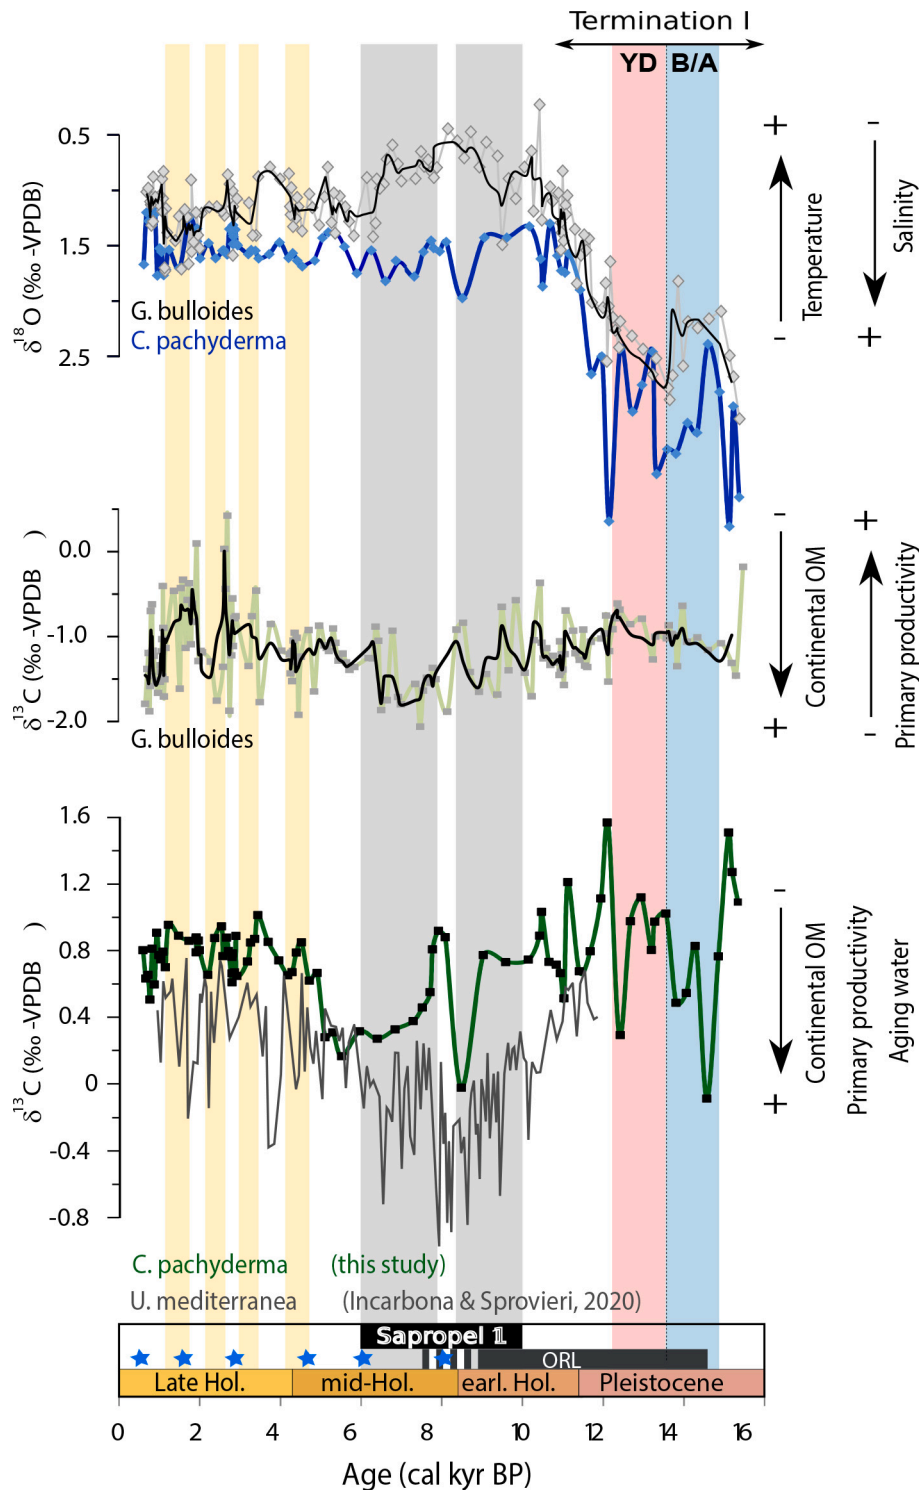 Termination I
YD B/A
0.5
1.5
2.5
δ18O (‰ -VPDB)
G. bulloides
C. pachyderma
+
-
Temperature
-
+
Salinity
0.0
-1.0
-2.0
δ13C (‰ -VPDB )
G. bulloides
-
+
Continental OM
+
-
Primary productivity
1.6
1.2
0.8
0.4
0
-0.4
-0.8
δ13C (‰ -VPDB )
-
+
Continental OM
Primary productivity
Aging water
C. pachyderma (this study)
U. mediterranea (Incarbona & Sprovieri, 2020)
Sapropel 1
ORL
Late Hol. mid-Hol. earl. Hol. Pleistocene
0 2 4 6 8 10 12 14 16
Age (cal kyr BP)